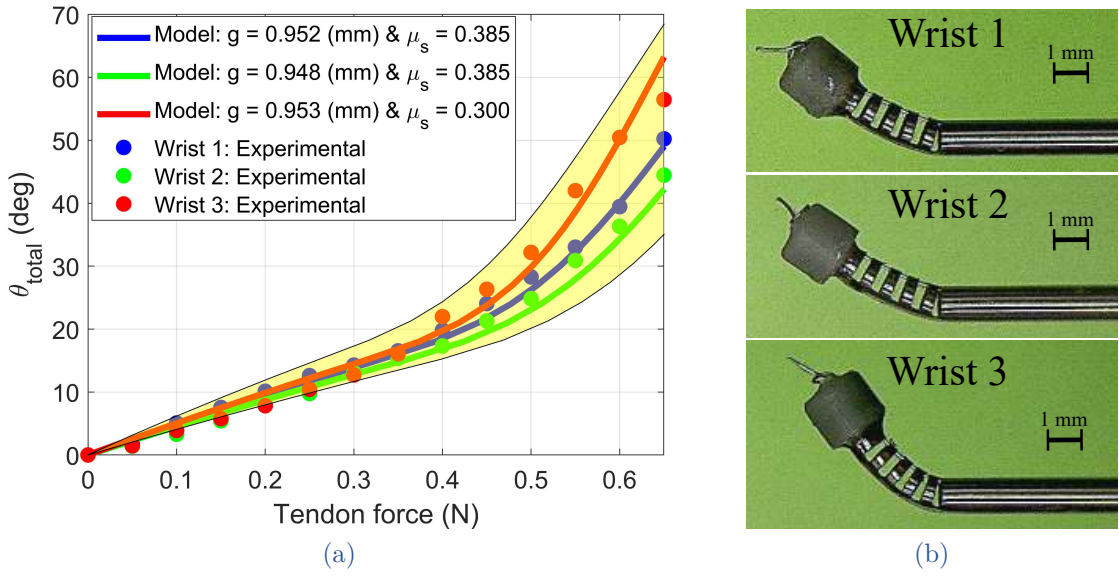 70
60
50
40
30
20
10
0
θtotal (deg)
Model: g = 0.952 (mm) & μs = 0.385
Model: g = 0.948 (mm) & μs = 0.385
Model: g = 0.953 (mm) & μs = 0.300
Wrist 1: Experimental
Wrist 2: Experimental
Wrist 3: Experimental
0 0.1 0.2 0.3 0.4 0.5 0.6
Tendon force (N)
(a)
Wrist 1
1 mm
Wrist 2
1 mm
Wrist 3
1 mm
(b)